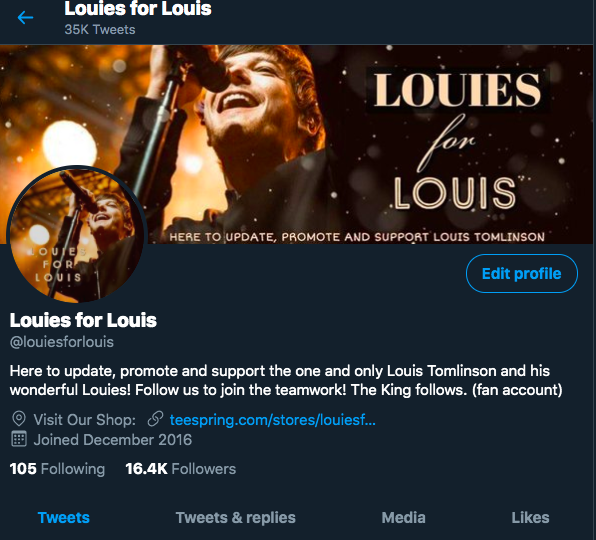 Louies for Louis
35K Tweets
LOUIES
for
LOUIS
HERE TO UPDATE, PROMOTE AND SUPPORT LOUIS TOMLINSON
LOUIE
FOR
LOUIS
Edit profile
Louies for Louis
@louiesforlouis
Here to update, promote and support the one and only Louis Tomlinson and his
wonderful Louies! Follow us to join the teamwork! The King follows. (fan account)
Visit Our Shop: teespring.com/stores/louiesf...
Joined December 2016
105 Following 16.4K Followers
Tweets Tweets & replies Media Likes